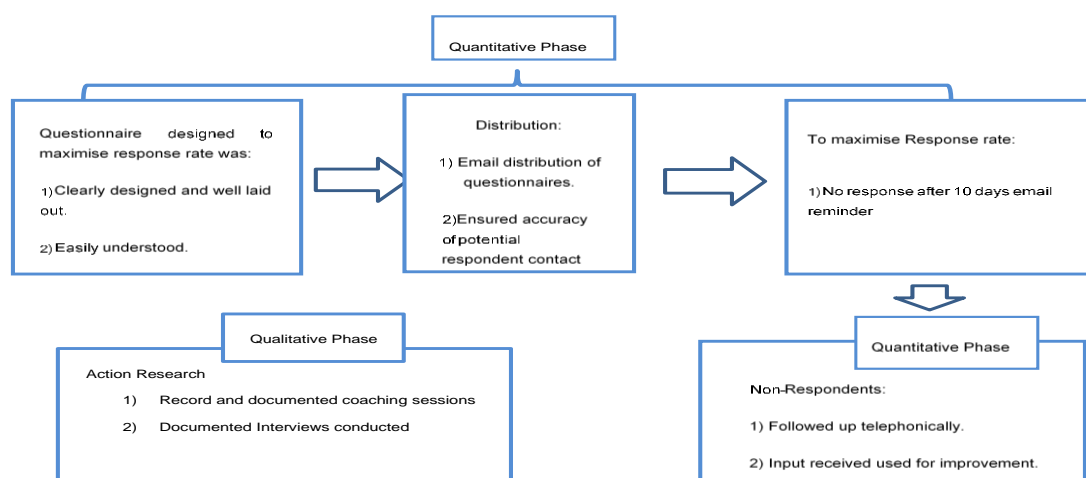 Quantitative Phase
Questionnaire designed to
maximise response rate was:
1)Clearly designed and well laid
out.
2)Easily understood.
Distribution:
1) Email distribution of
questionnaires.
2)Ensured accuracy
of potential
respondent contact
To maximise Response rate:
1)No response after 10 days email
reminder
Qualitative Phase
Action Research
1) Record and documented coaching sessions
2) Documented Interviews conducted
Quantitative Phase
Non-Respondents:
1) Followed up telephonically.
2) Input received used for improvement.